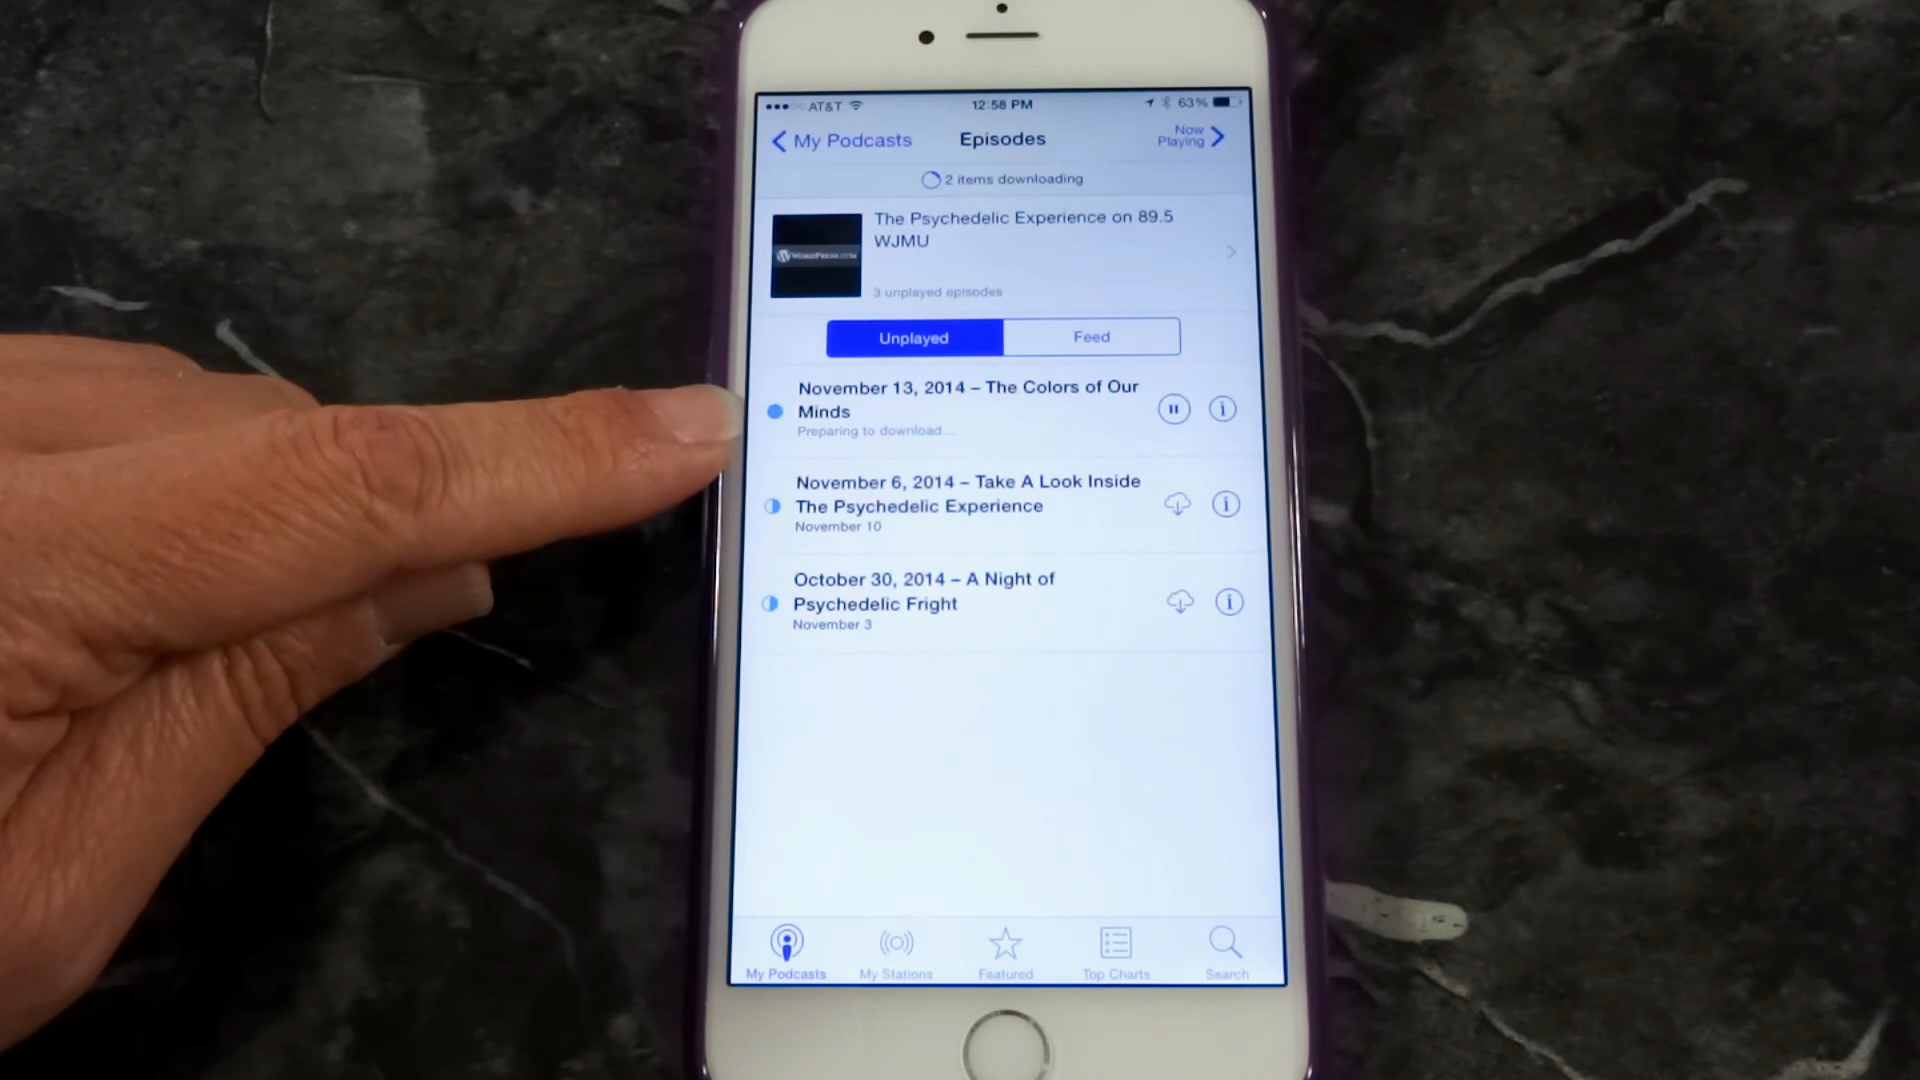 AT&T 12:58 PM 63%
My Podcasts Episodes Now Playing
2 items downloading
The Psychedelic Experience on 89.5
WJMU
WORDPRESS.COM
3 unplayed episodes
Unplayed Feed
November 13, 2014 – The Colors of Our
Minds
Preparing to download...
November 6, 2014 – Take A Look Inside
The Psychedelic Experience
November 10
October 30, 2014 – A Night of
Psychedelic Fright
November 3
My Podcasts My Stations Featured Top Charts Search